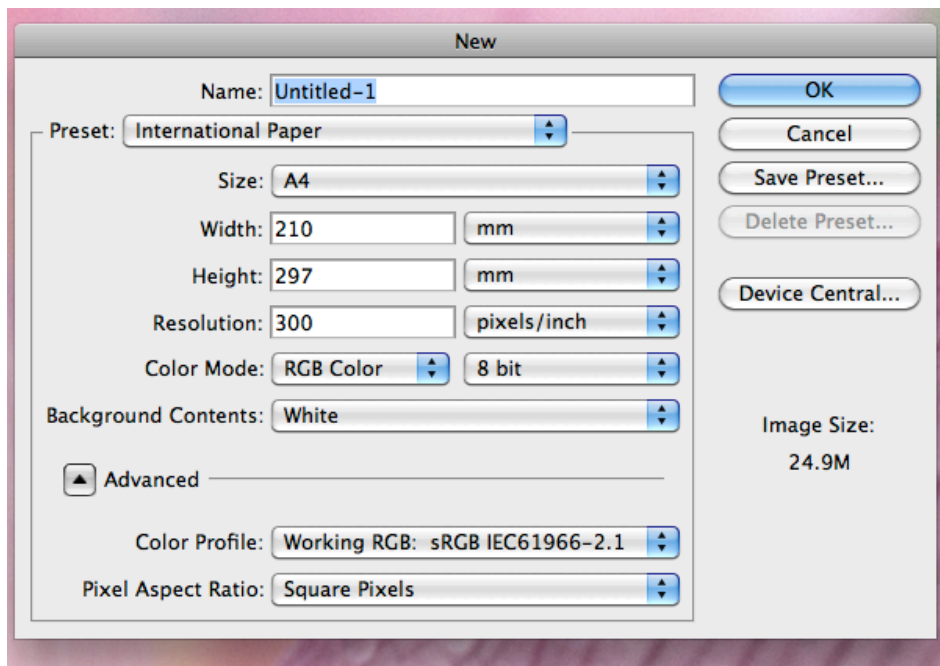 New
Name: Untitled-1
OK
Preset: International Paper
Cancel
Size: A4
Save Preset...
Width: 210 mm
Delete Preset...
Height: 297 mm
Device Central...
Resolution: 300 pixels/inch
Color Mode: RGB Color 8 bit
Background Contents: White
Image Size:
24.9M
Advanced
Color Profile: Working RGB: sRGB IEC61966-2.1
Pixel Aspect Ratio: Square Pixels